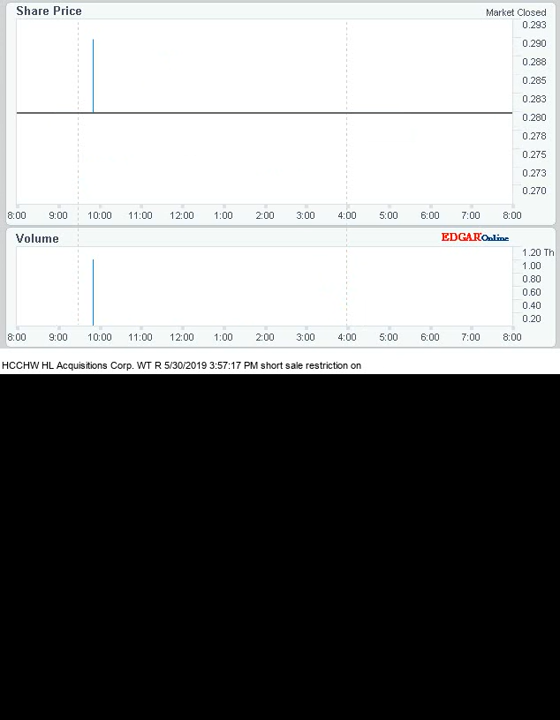 Share Price
Market Closed
0.293
0.290
0.288
0.285
0.283
0.280
0.278
0.275
0.273
0.270
8:00 9:00 10:00 11:00 12:00 1:00 2:00 3:00 4:00 5:00 6:00 7:00 8:00
Volume
EDGAROnline
1.20 Th
1.00
0.80
0.60
0.40
0.20
8:00 9:00 10:00 11:00 12:00 1:00 2:00 3:00 4:00 5:00 6:00 7:00 8:00
HCCHW HL Acquisitions Corp. WT R 5/30/2019 3:57:17 PM short sale restriction on